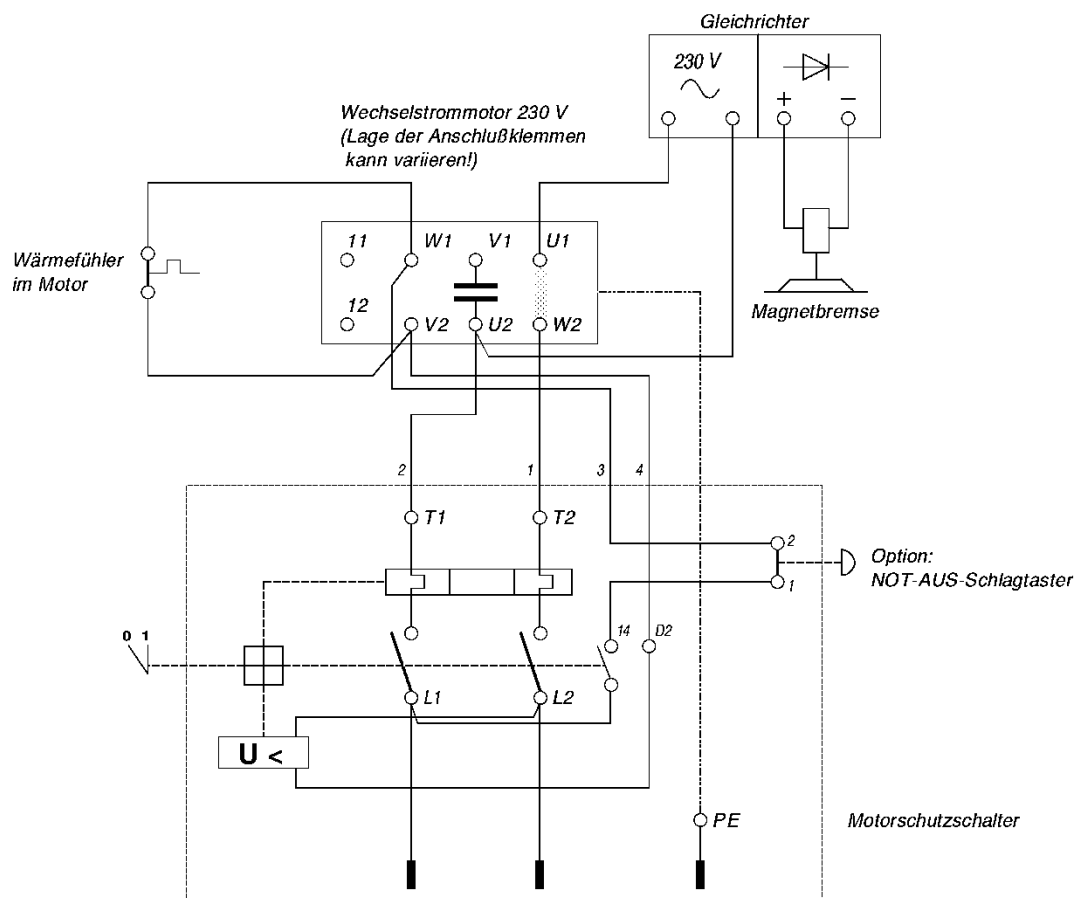 Gleichrichter
230 V
+ −
Wechselstrommotor 230 V
(Lage der Anschlußklemmen
kann variieren!)
11 W1 V1 U1
Wärmefühler
im Motor
12 V2 U2 W2
Magnetbremse
2 1 3 4
T1 T2
2
1
Option:
NOT-AUS-Schlagtaster
0 1
14 D2
L1 L2
U <
PE
Motorschutzschalter